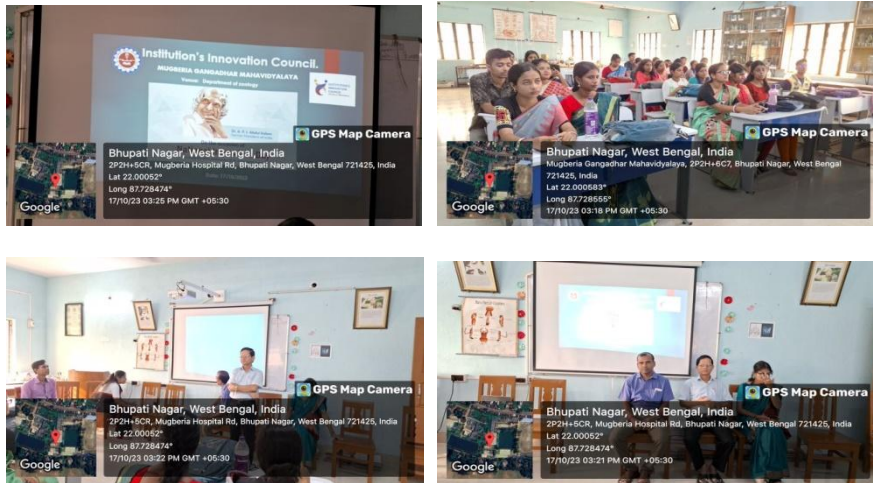 Institution's Innovation Council.
MUGBERIA GANGADHAR MAHAVIDYALAYA
Venue: Department of zoology
GPS Map Camera
Bhupati Nagar, West Bengal, India
2P2H+5CR, Mugberia Hospital Rd, Bhupati Nagar, West Bengal 721425, India
Lat 22.00052°
Long 87.728474°
17/10/23 03:25 PM GMT +05:30
Google
GPS Map Camera
Bhupati Nagar, West Bengal, India
Mugberia Gangadhar Mahavidyalaya, 2P2H+6C7, Bhupati Nagar, West Bengal
721425, India
Lat 22.000583°
Long 87.728555°
17/10/23 03:18 PM GMT +05:30
Google
GPS Map Camera
Bhupati Nagar, West Bengal, India
2P2H+5CR, Mugberia Hospital Rd, Bhupati Nagar, West Bengal 721425, India
Lat 22.00052°
Long 87.728474°
17/10/23 03:22 PM GMT +05:30
Google
GPS Map Camera
Bhupati Nagar, West Bengal, India
2P2H+5CR, Mugberia Hospital Rd, Bhupati Nagar, West Bengal 721425, India
Lat 22.00052°
Long 87.728474°
17/10/23 03:21 PM GMT +05:30
Google